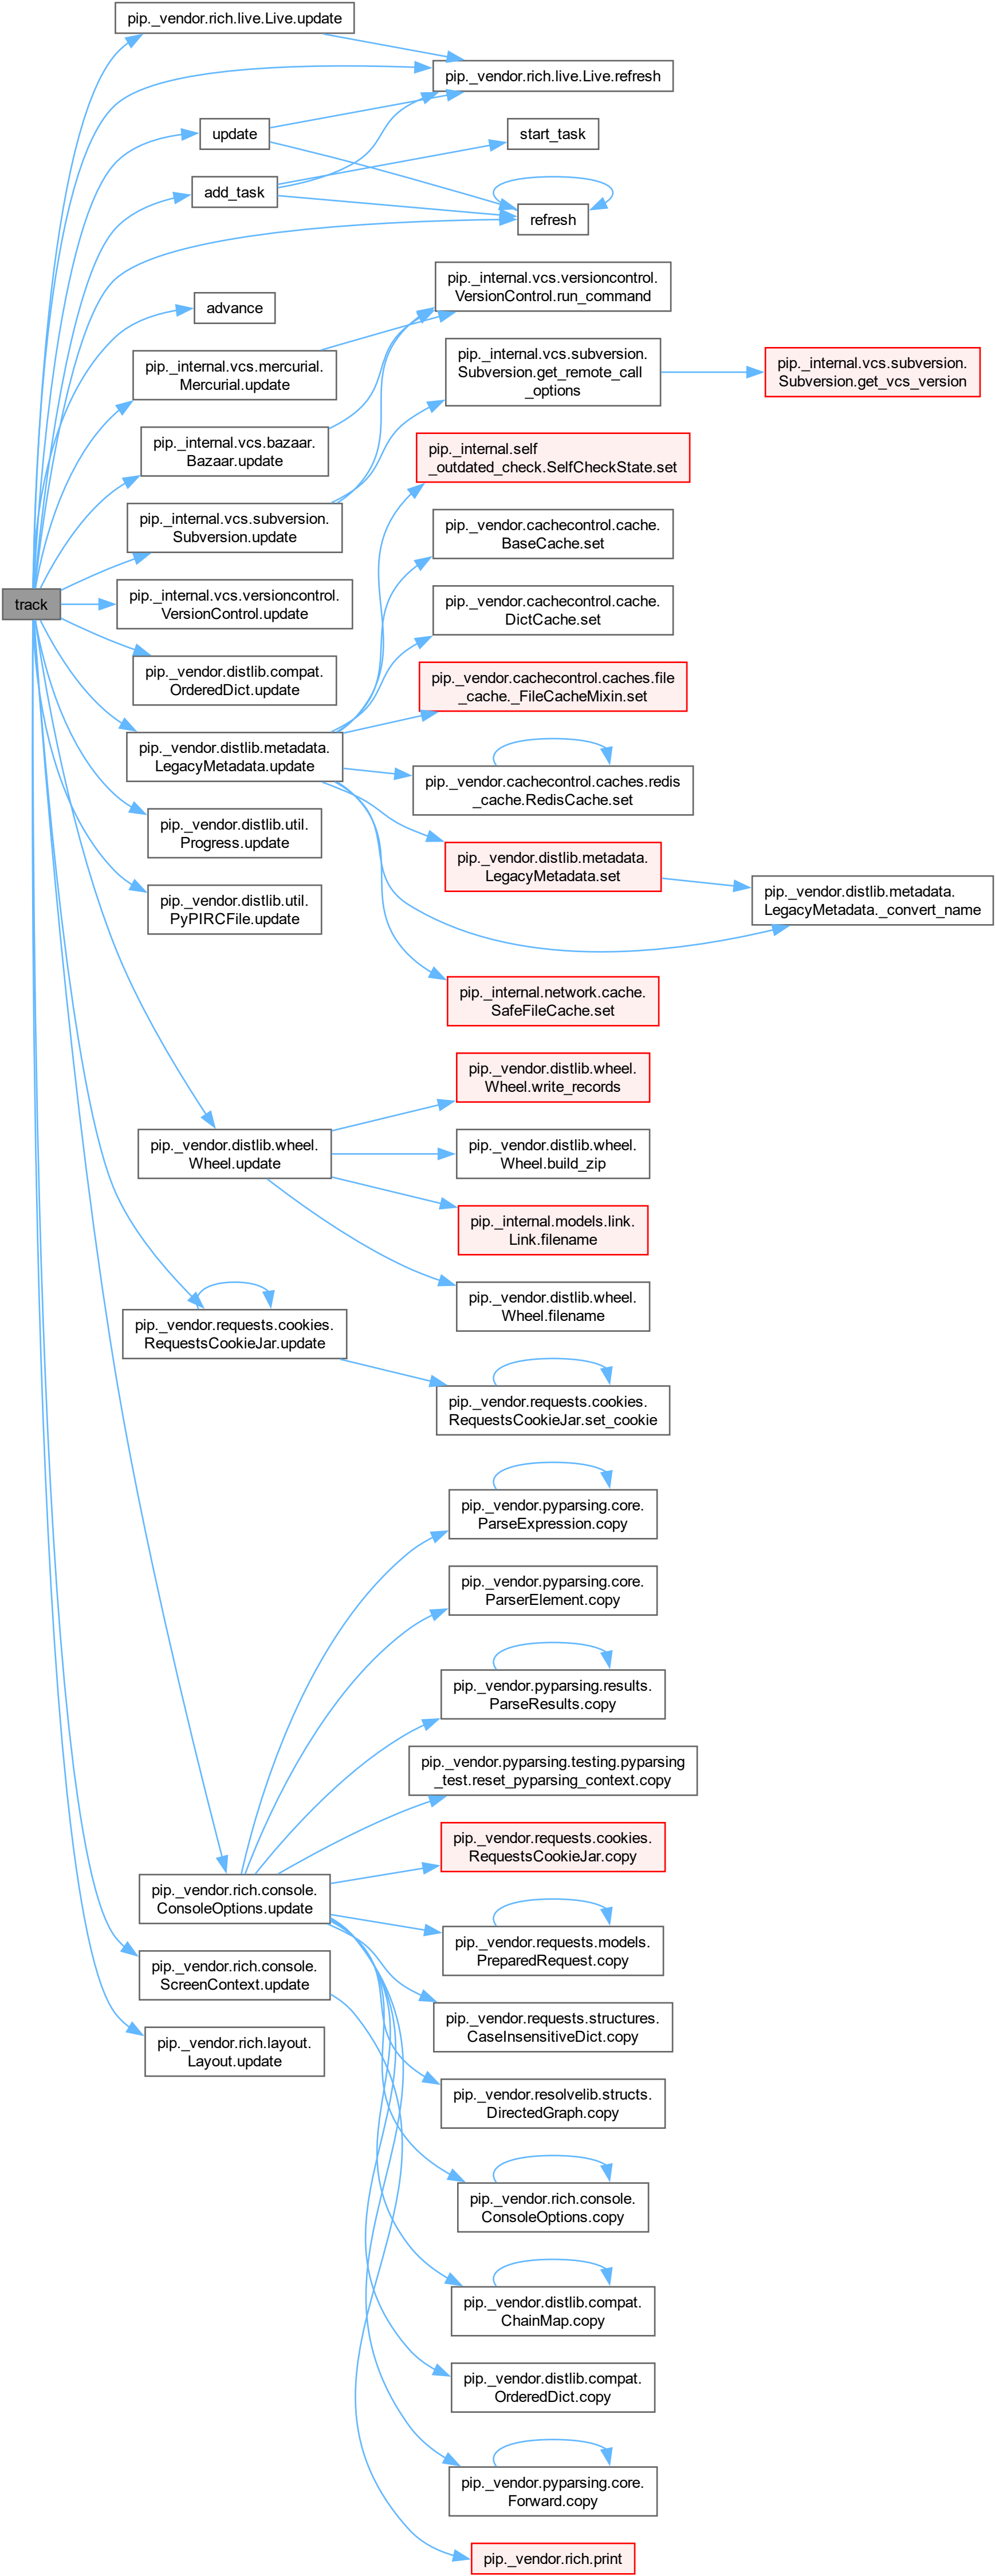 pip._vendor.rich.live.Live.update
pip._vendor.rich.live.Live.refresh
update
start_task
add_task
refresh
pip._internal.vcs.versioncontrol.
VersionControl.run_command
advance
pip._internal.vcs.mercurial.
Mercurial.update
pip._internal.vcs.subversion.
Subversion.get_remote_call
_options
pip._internal.vcs.subversion.
Subversion.get_vcs_version
pip._internal.vcs.bazaar.
Bazaar.update
pip._internal.self
_outdated_check.SelfCheckState.set
pip._internal.vcs.subversion.
Subversion.update
pip._vendor.cachecontrol.cache.
BaseCache.set
track
pip._internal.vcs.versioncontrol.
VersionControl.update
pip._vendor.cachecontrol.cache.
DictCache.set
pip._vendor.distlib.compat.
OrderedDict.update
pip._vendor.cachecontrol.caches.file
_cache._FileCacheMixin.set
pip._vendor.distlib.metadata.
LegacyMetadata.update
pip._vendor.cachecontrol.caches.redis
_cache.RedisCache.set
pip._vendor.distlib.util.
Progress.update
pip._vendor.distlib.metadata.
LegacyMetadata.set
pip._vendor.distlib.metadata.
LegacyMetadata._convert_name
pip._vendor.distlib.util.
PyPIRCFile.update
pip._internal.network.cache.
SafeFileCache.set
pip._vendor.distlib.wheel.
Wheel.write_records
pip._vendor.distlib.wheel.
Wheel.update
pip._vendor.distlib.wheel.
Wheel.build_zip
pip._internal.models.link.
Link.filename
pip._vendor.distlib.wheel.
Wheel.filename
pip._vendor.requests.cookies.
RequestsCookieJar.update
pip._vendor.requests.cookies.
RequestsCookieJar.set_cookie
pip._vendor.pyparsing.core.
ParseExpression.copy
pip._vendor.pyparsing.core.
ParserElement.copy
pip._vendor.pyparsing.results.
ParseResults.copy
pip._vendor.pyparsing.testing.pyparsing
_test.reset_pyparsing_context.copy
pip._vendor.requests.cookies.
RequestsCookieJar.copy
pip._vendor.rich.console.
ConsoleOptions.update
pip._vendor.requests.models.
PreparedRequest.copy
pip._vendor.rich.console.
ScreenContext.update
pip._vendor.requests.structures.
CaseInsensitiveDict.copy
pip._vendor.rich.layout.
Layout.update
pip._vendor.resolvelib.structs.
DirectedGraph.copy
pip._vendor.rich.console.
ConsoleOptions.copy
pip._vendor.distlib.compat.
ChainMap.copy
pip._vendor.distlib.compat.
OrderedDict.copy
pip._vendor.pyparsing.core.
Forward.copy
pip._vendor.rich.print